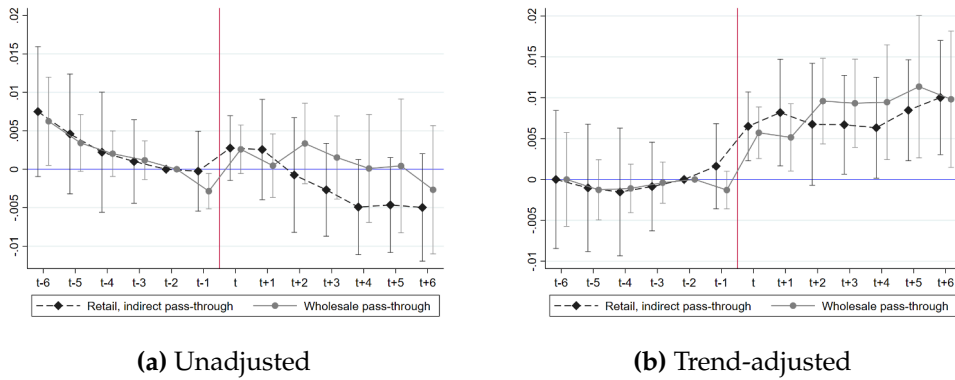 .02
.015
.01
.005
0
-.005
-.01
t-6 t-5 t-4 t-3 t-2 t-1 t t+1 t+2 t+3 t+4 t+5 t+6
Retail, indirect pass-through Wholesale pass-through
(a) Unadjusted
.02
.015
.01
.005
0
-.005
-.01
t-6 t-5 t-4 t-3 t-2 t-1 t t+1 t+2 t+3 t+4 t+5 t+6
Retail, indirect pass-through Wholesale pass-through
(b) Trend-adjusted